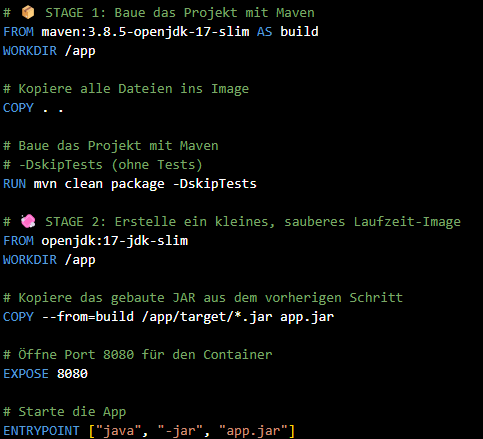 # 📦 STAGE 1: Baue das Projekt mit Maven
FROM maven:3.8.5-openjdk-17-slim AS build
WORKDIR /app

# Kopiere alle Dateien ins Image
COPY . .

# Baue das Projekt mit Maven
# -DskipTests (ohne Tests)
RUN mvn clean package -DskipTests

# 🧼 STAGE 2: Erstelle ein kleines, sauberes Laufzeit-Image
FROM openjdk:17-jdk-slim
WORKDIR /app

# Kopiere das gebaute JAR aus dem vorherigen Schritt
COPY --from=build /app/target/*.jar app.jar

# Öffne Port 8080 für den Container
EXPOSE 8080

# Starte die App
ENTRYPOINT ["java", "-jar", "app.jar"]